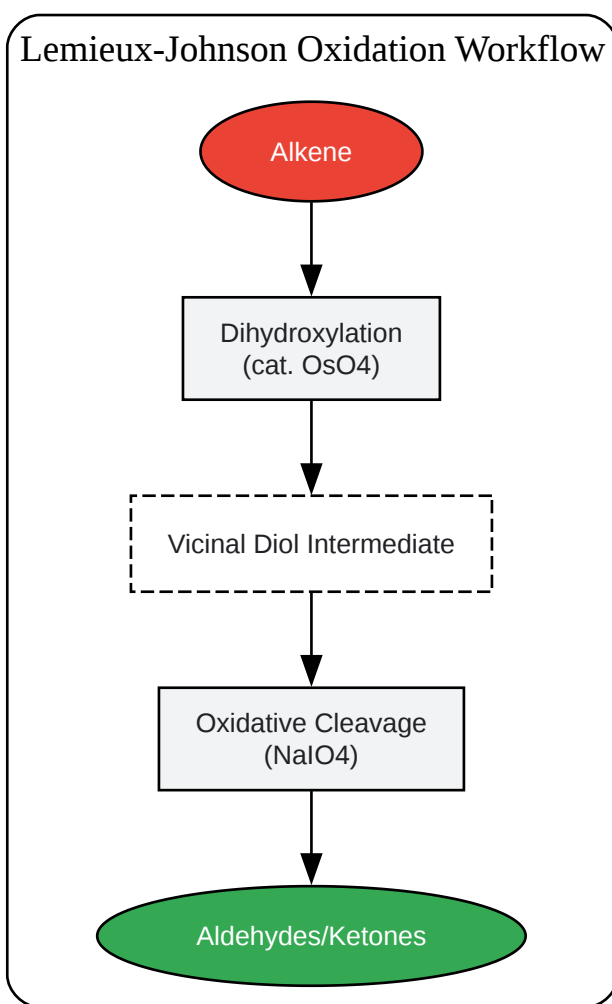 Lemieux-Johnson Oxidation Workflow
Alkene
Dihydroxylation
(cat. OsO4)
Vicinal Diol Intermediate
Oxidative Cleavage
(NaIO4)
Aldehydes/Ketones